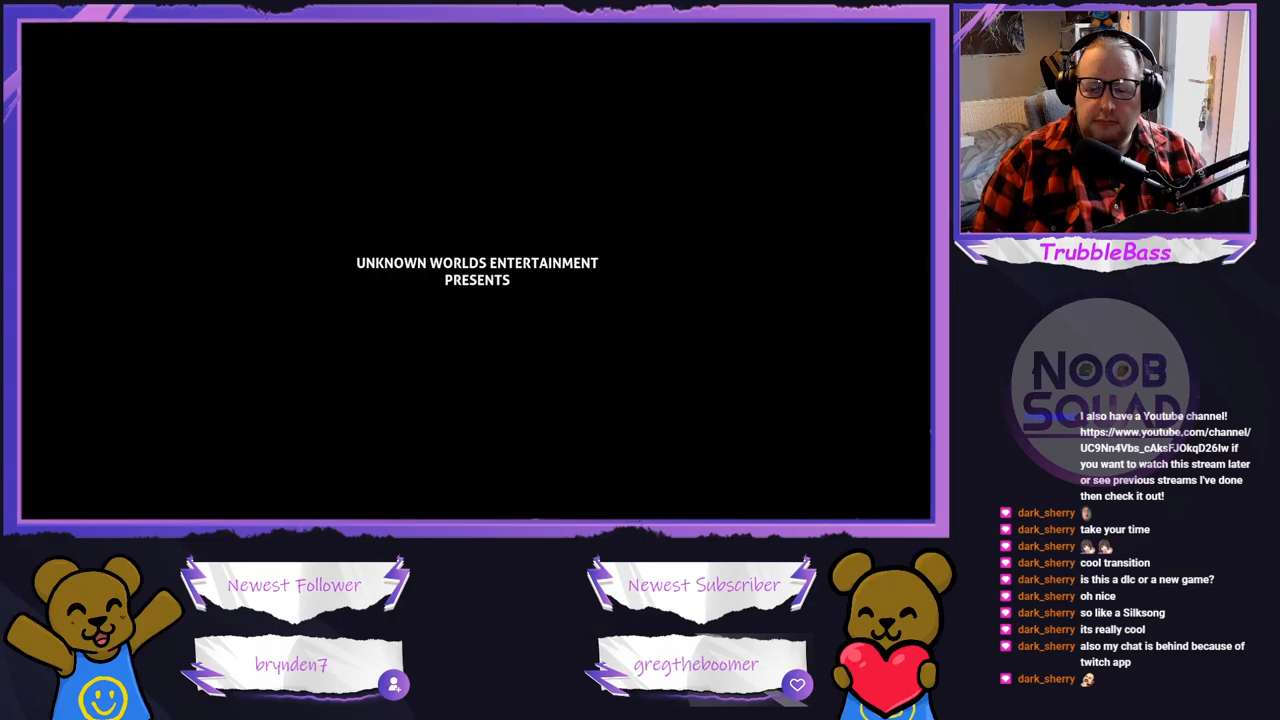 UNKNOWN WORLDS ENTERTAINMENT
PRESENTS
TrubbleBass
NOOB
SQUAD
I also have a Youtube channel!
https://www.youtube.com/channel/
UC9Nn4Vbs_cAksFJOkqD26Iw if
you want to watch this stream later
or see previous streams I've done
then check it out!
dark_sherry
dark_sherry take your time
dark_sherry
dark_sherry cool transition
dark_sherry is this a dlc or a new game?
dark_sherry oh nice
dark_sherry so like a Silksong
dark_sherry its really cool
dark_sherry also my chat is behind because of
twitch app
dark_sherry
Newest Follower
brynden7
Newest Subscriber
gregtheboomer